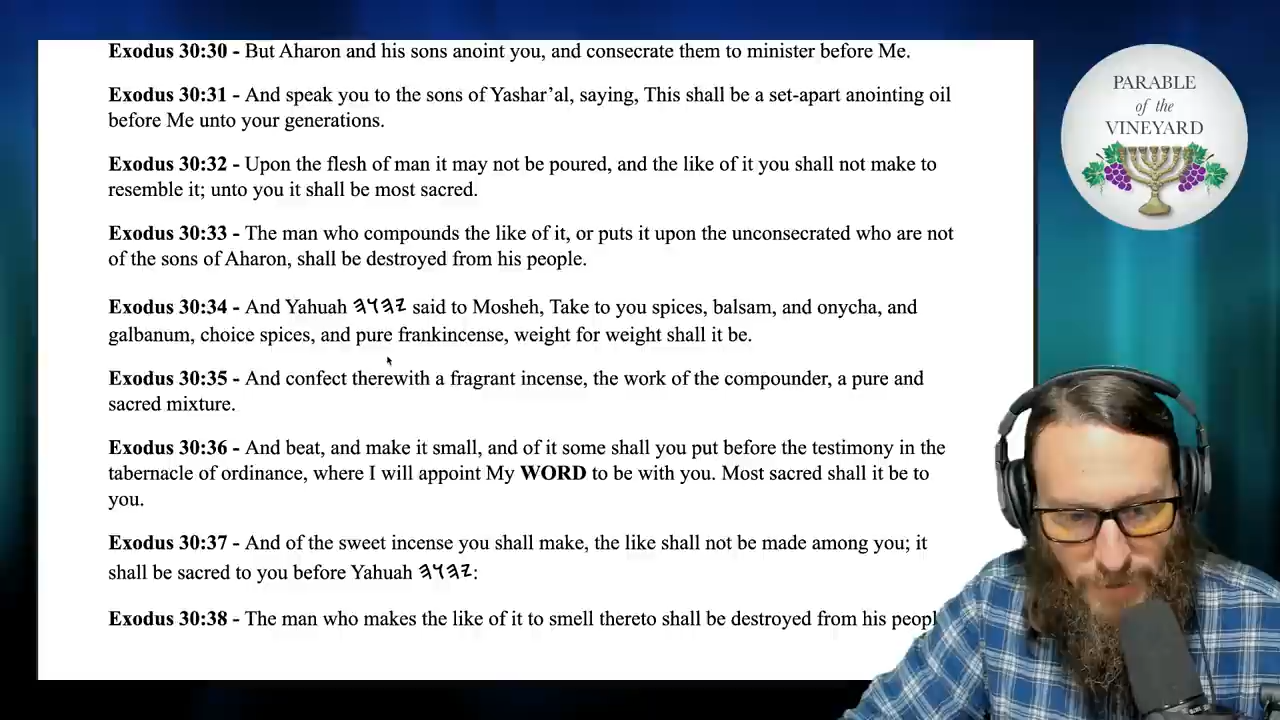 Exodus 30:30 - But Aharon and his sons anoint you, and consecrate them to minister before Me.
Exodus 30:31 - And speak you to the sons of Yashar’al, saying, This shall be a set-apart anointing oil
before Me unto your generations.
Exodus 30:32 - Upon the flesh of man it may not be poured, and the like of it you shall not make to
resemble it; unto you it shall be most sacred.
Exodus 30:33 - The man who compounds the like of it, or puts it upon the unconsecrated who are not
of the sons of Aharon, shall be destroyed from his people.
Exodus 30:34 - And Yahuah 𐤉𐤄𐤅𐤄 said to Mosheh, Take to you spices, balsam, and onycha, and
galbanum, choice spices, and pure frankincense, weight for weight shall it be.
Exodus 30:35 - And confect therewith a fragrant incense, the work of the compounder, a pure and
sacred mixture.
Exodus 30:36 - And beat, and make it small, and of it some shall you put before the testimony in the
tabernacle of ordinance, where I will appoint My WORD to be with you. Most sacred shall it be to
you.
Exodus 30:37 - And of the sweet incense you shall make, the like shall not be made among you; it
shall be sacred to you before Yahuah 𐤉𐤄𐤅𐤄:
Exodus 30:38 - The man who makes the like of it to smell thereto shall be destroyed from his peopl
PARABLE
of the
VINEYARD